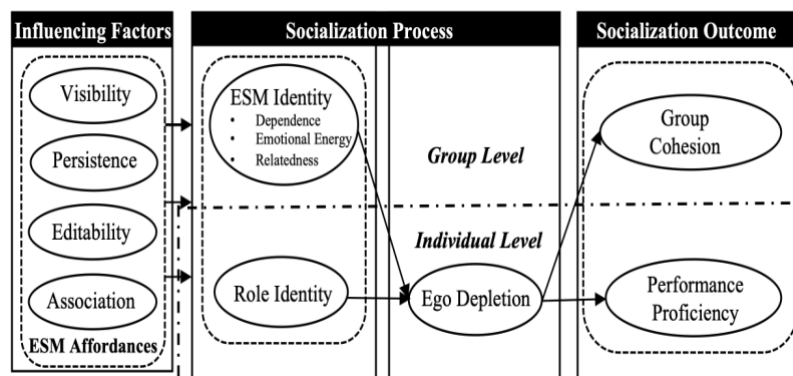 Influencing Factors
Socialization Process
Socialization Outcome
Visibility
Persistence
Editability
Association
ESM Affordances
ESM Identity
• Dependence
• Emotional Energy
• Relatedness
Role Identity
Group Level
Individual Level
Ego Depletion
Group
Cohesion
Performance
Proficiency